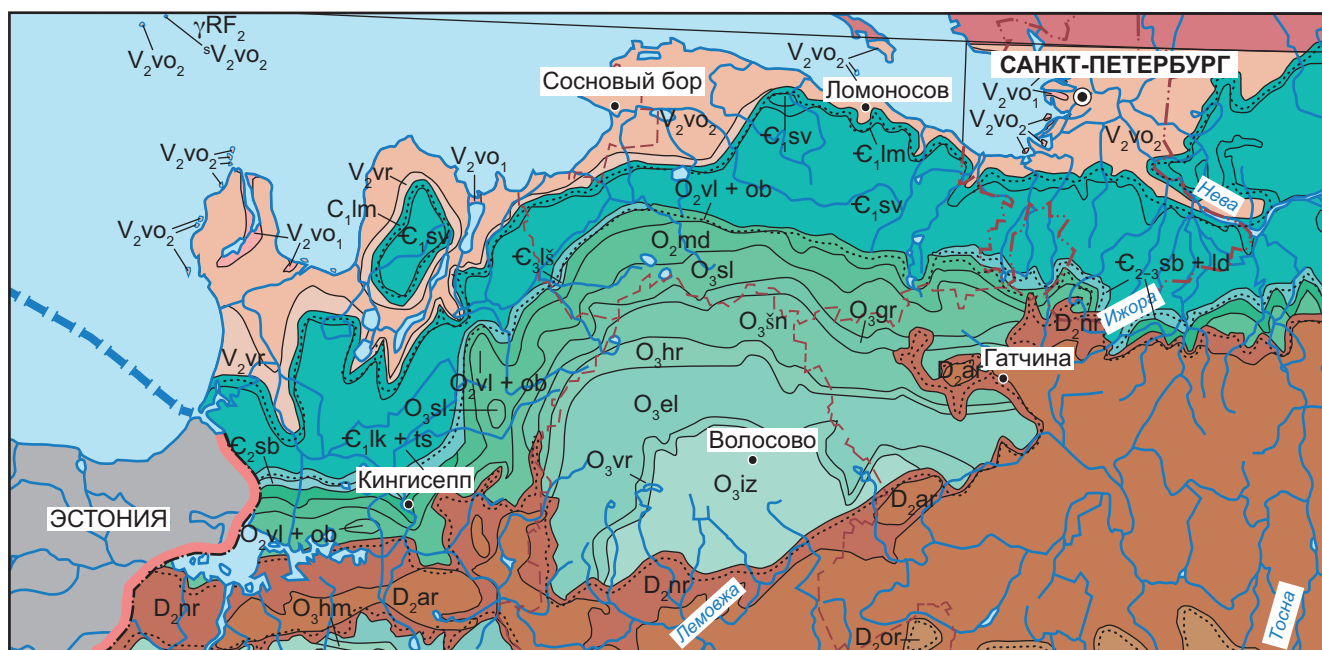 γRF₂
ˢV₂vo₂
V₂vo₂
V₂vo₂
САНКТ-ПЕТЕРБУРГ
Сосновый бор
Ломоносов
V₂vo₁
V₂vo₂
V₂vo₂
V₂vo₂
Є₁sv
Є₁lm
V₂vo₂
V₂vr
V₂vo₁
O₂vl + ob
Нева
C₁lm
Є₁sv
Є₁sv
V₂vo₂
V₂vo₁
O₂md
Є₃lš
Є₂₋₃sb + ld
O₃sl
Ижора
O₃gr
O₃šn
D₂nr
V₂vr
O₃hr
Гатчина
D₂ar
O₂vl + ob
O₃sl
O₃el
Є₂sb
Є₁lk + ts
Волосово
O₃vr
Кингисепп
O₃iz
D₂ar
ЭСТОНИЯ
O₂vl + ob
D₂nr
D₂nr
O₃hm
D₂ar
Лемовжа
Тосна
D₂or